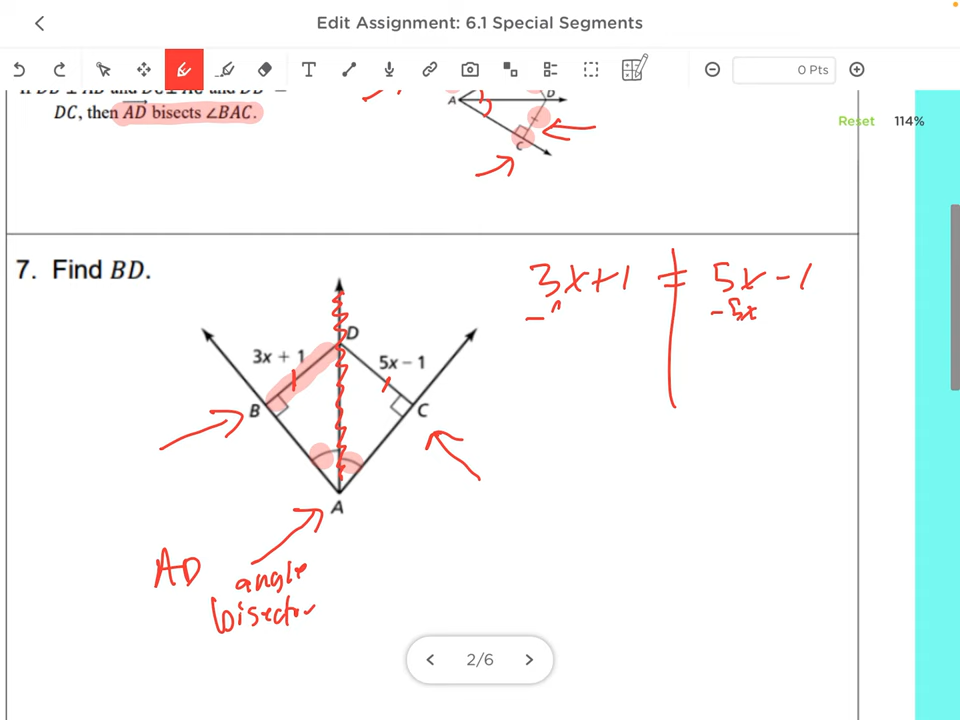 Edit Assignment: 6.1 Special Segments
T
0 Pts
DC, then AD bisects ∠BAC.
A
D
C
Reset
114%
7. Find BD.
3x+1 = 5x-1
- -5x
D
3x + 1
5x − 1
B
C
A
AD
angle
bisector
2/6